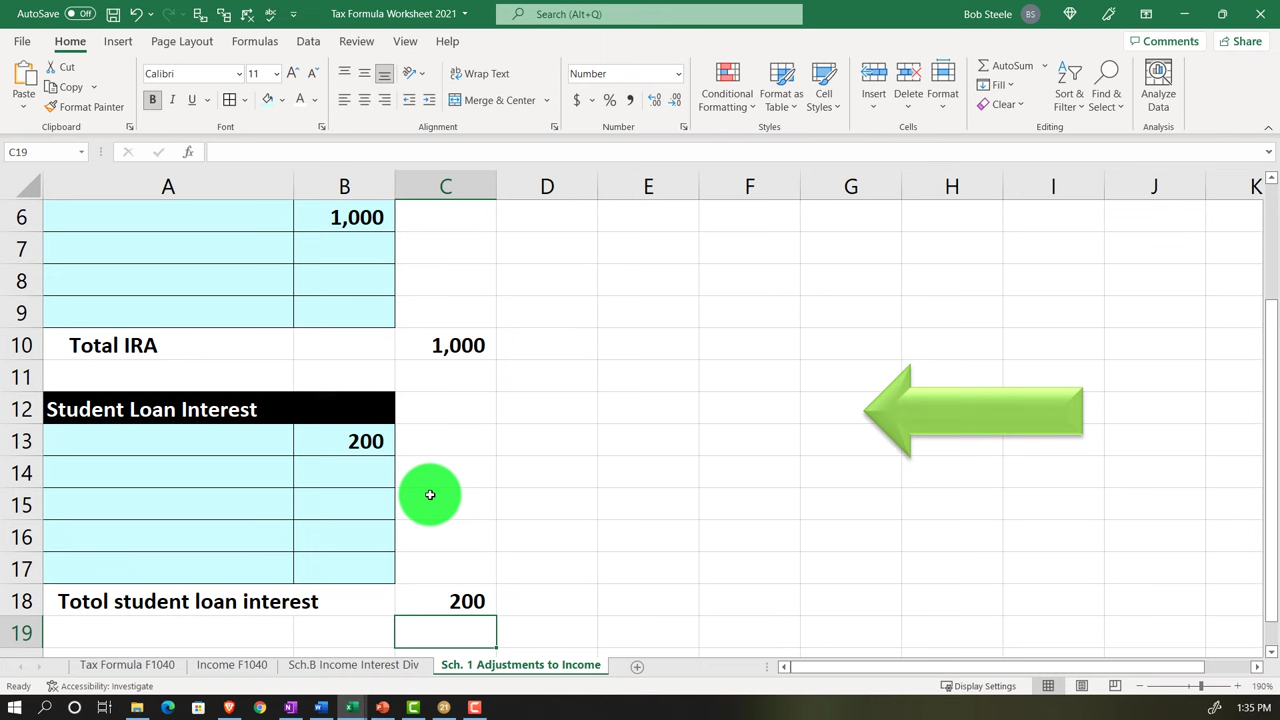 AutoSave Off Tax Formula Worksheet 2021 Search (Alt+Q) Bob Steele BS
File Home Insert Page Layout Formulas Data Review View Help Comments Share
Paste Cut Copy Format Painter
Calibri 11
B I U A
Wrap Text
Merge & Center
Number
$ % 9
Conditional Formatting Format as Table Cell Styles
Insert Delete Format
AutoSum Fill Clear
Sort & Filter Find & Select
Analyze Data
Clipboard Font Alignment Number Styles Cells Editing Analysis
C19 fx
A B C D E F G H I J K
6 1,000
7
8
9
10 Total IRA 1,000
11
12 Student Loan Interest
13 200
14
15
16
17
18 Totol student loan interest 200
19
Tax Formula F1040 Income F1040 Sch.B Income Interest Div Sch. 1 Adjustments to Income
Ready Accessibility: Investigate Display Settings 190%
1:35 PM